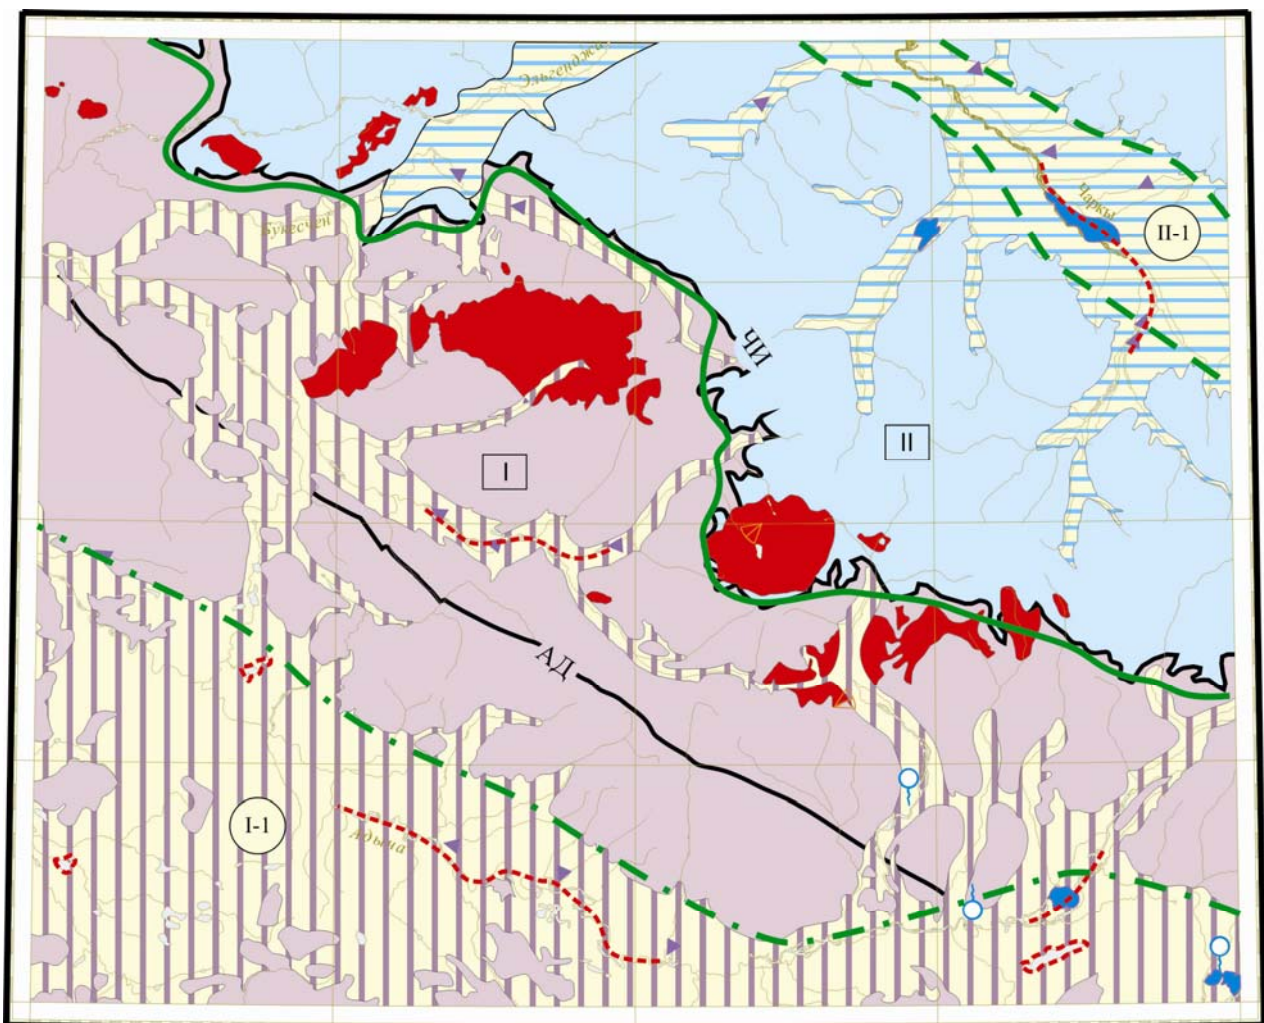 Эльгенджа
Букесчен
Чаркы
II-1
ЧИ
II
I
АД
I-1
Адыча